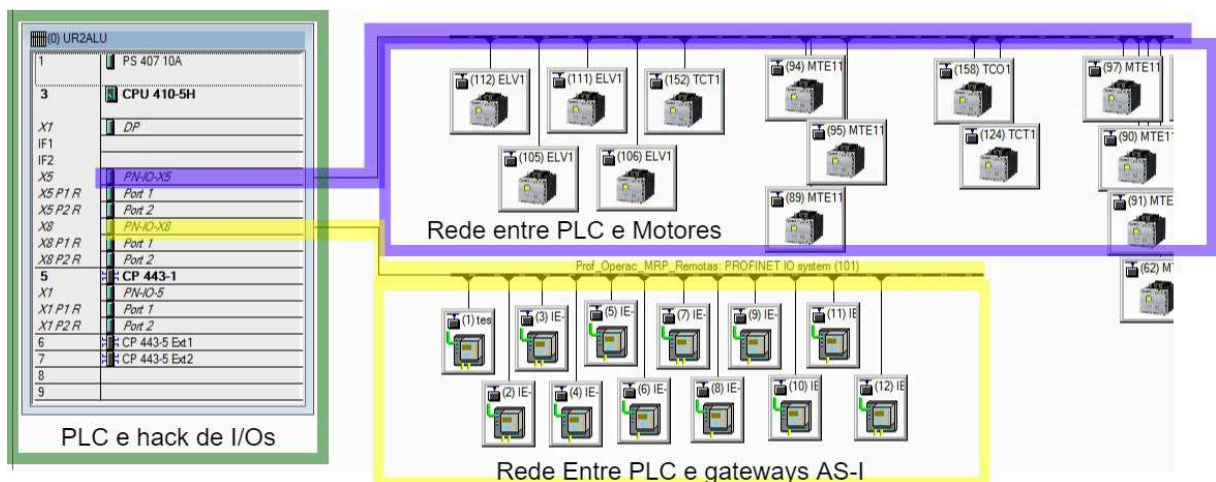 (0) UR2ALU
1 PS 407 10A
3 CPU 410-5H
X1 DP
IF1
IF2
X5 PN-IO-X5
X5 P1 R Port 1
X5 P2 R Port 2
X8 PN-IO-X8
X8 P1 R Port 1
X8 P2 R Port 2
5 CP 443-1
X1 PN-IO-5
X1 P1 R Port 1
X1 P2 R Port 2
6 CP 443-5 Ext1
7 CP 443-5 Ext2
8
9
PLC e hack de I/Os
(112) ELV1 (111) ELV1 (152) TCT1 (94) MTE11 (158) TCO1 (97) MTE11
(95) MTE11 (124) TCT1 (90) MTE1
(105) ELV1 (106) ELV1
(89) MTE11 (91) MTE
Rede entre PLC e Motores
(62) M
Prof_Operac_MRP_Remotas: PROFINET IO system (101)
(1) tes (3) IE- (5) IE- (7) IE- (9) IE- (11) IE
(2) IE- (4) IE- (6) IE- (8) IE- (10) IE (12) IE
Rede Entre PLC e gateways AS-I